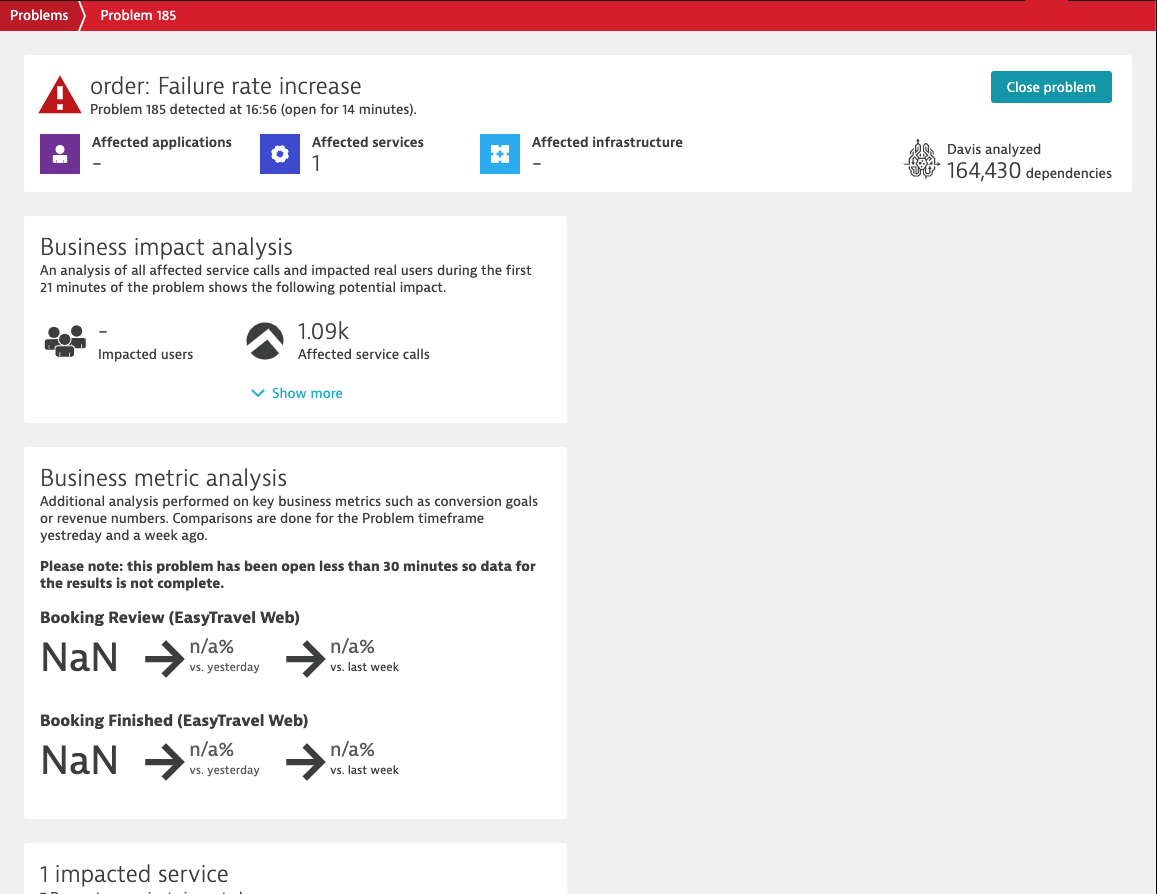 Problems
Problem 185
order: Failure rate increase
Problem 185 detected at 16:56 (open for 14 minutes).
Close problem
Affected applications
-
Affected services
1
Affected infrastructure
-
Davis analyzed
164,430 dependencies
Business impact analysis
An analysis of all affected service calls and impacted real users during the first
21 minutes of the problem shows the following potential impact.
-
Impacted users
1.09k
Affected service calls
Show more
Business metric analysis
Additional analysis performed on key business metrics such as conversion goals
or revenue numbers. Comparisons are done for the Problem timeframe
yestreday and a week ago.
Please note: this problem has been open less than 30 minutes so data for
the results is not complete.
Booking Review (EasyTravel Web)
NaN
n/a%
vs. yesterday
n/a%
vs. last week
Booking Finished (EasyTravel Web)
NaN
n/a%
vs. yesterday
n/a%
vs. last week
1 impacted service